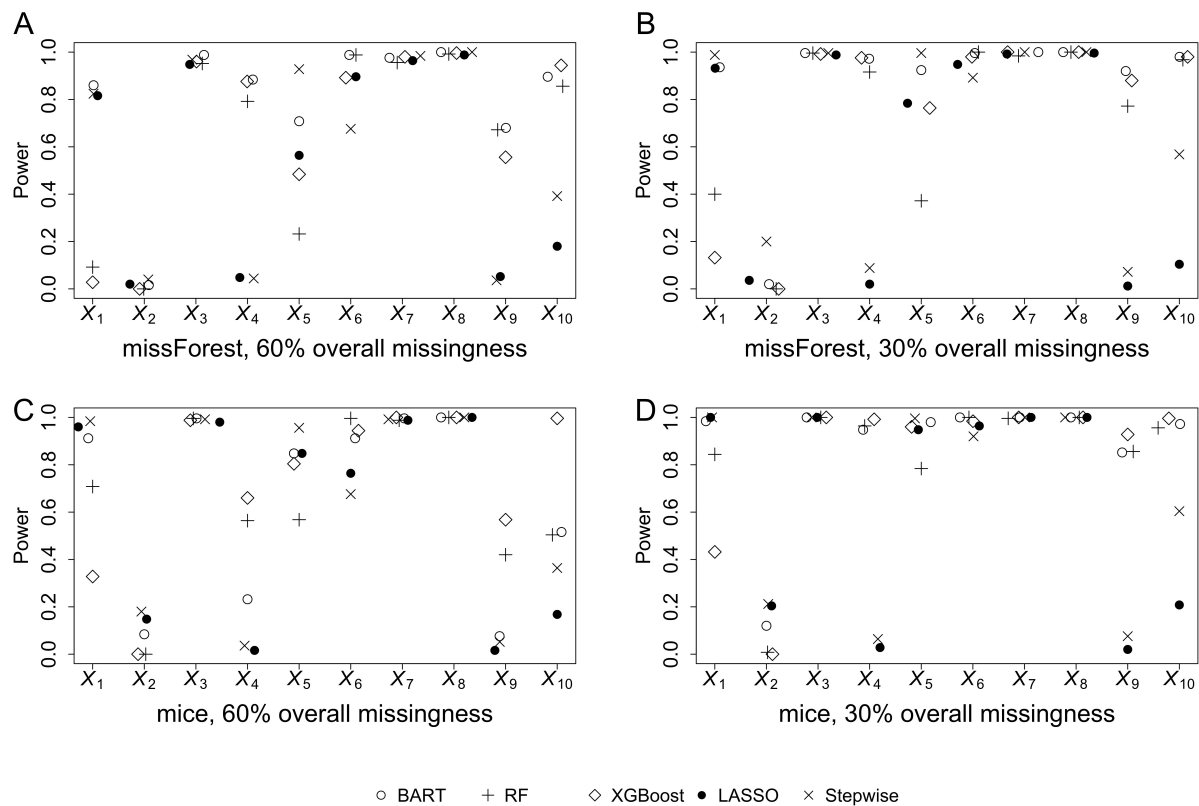 A
Power
1.0
0.8
0.6
0.4
0.2
0.0
X1 X2 X3 X4 X5 X6 X7 X8 X9 X10
missForest, 60% overall missingness
B
Power
1.0
0.8
0.6
0.4
0.2
0.0
X1 X2 X3 X4 X5 X6 X7 X8 X9 X10
missForest, 30% overall missingness
C
Power
1.0
0.8
0.6
0.4
0.2
0.0
X1 X2 X3 X4 X5 X6 X7 X8 X9 X10
mice, 60% overall missingness
D
Power
1.0
0.8
0.6
0.4
0.2
0.0
X1 X2 X3 X4 X5 X6 X7 X8 X9 X10
mice, 30% overall missingness
BART RF XGBoost LASSO Stepwise